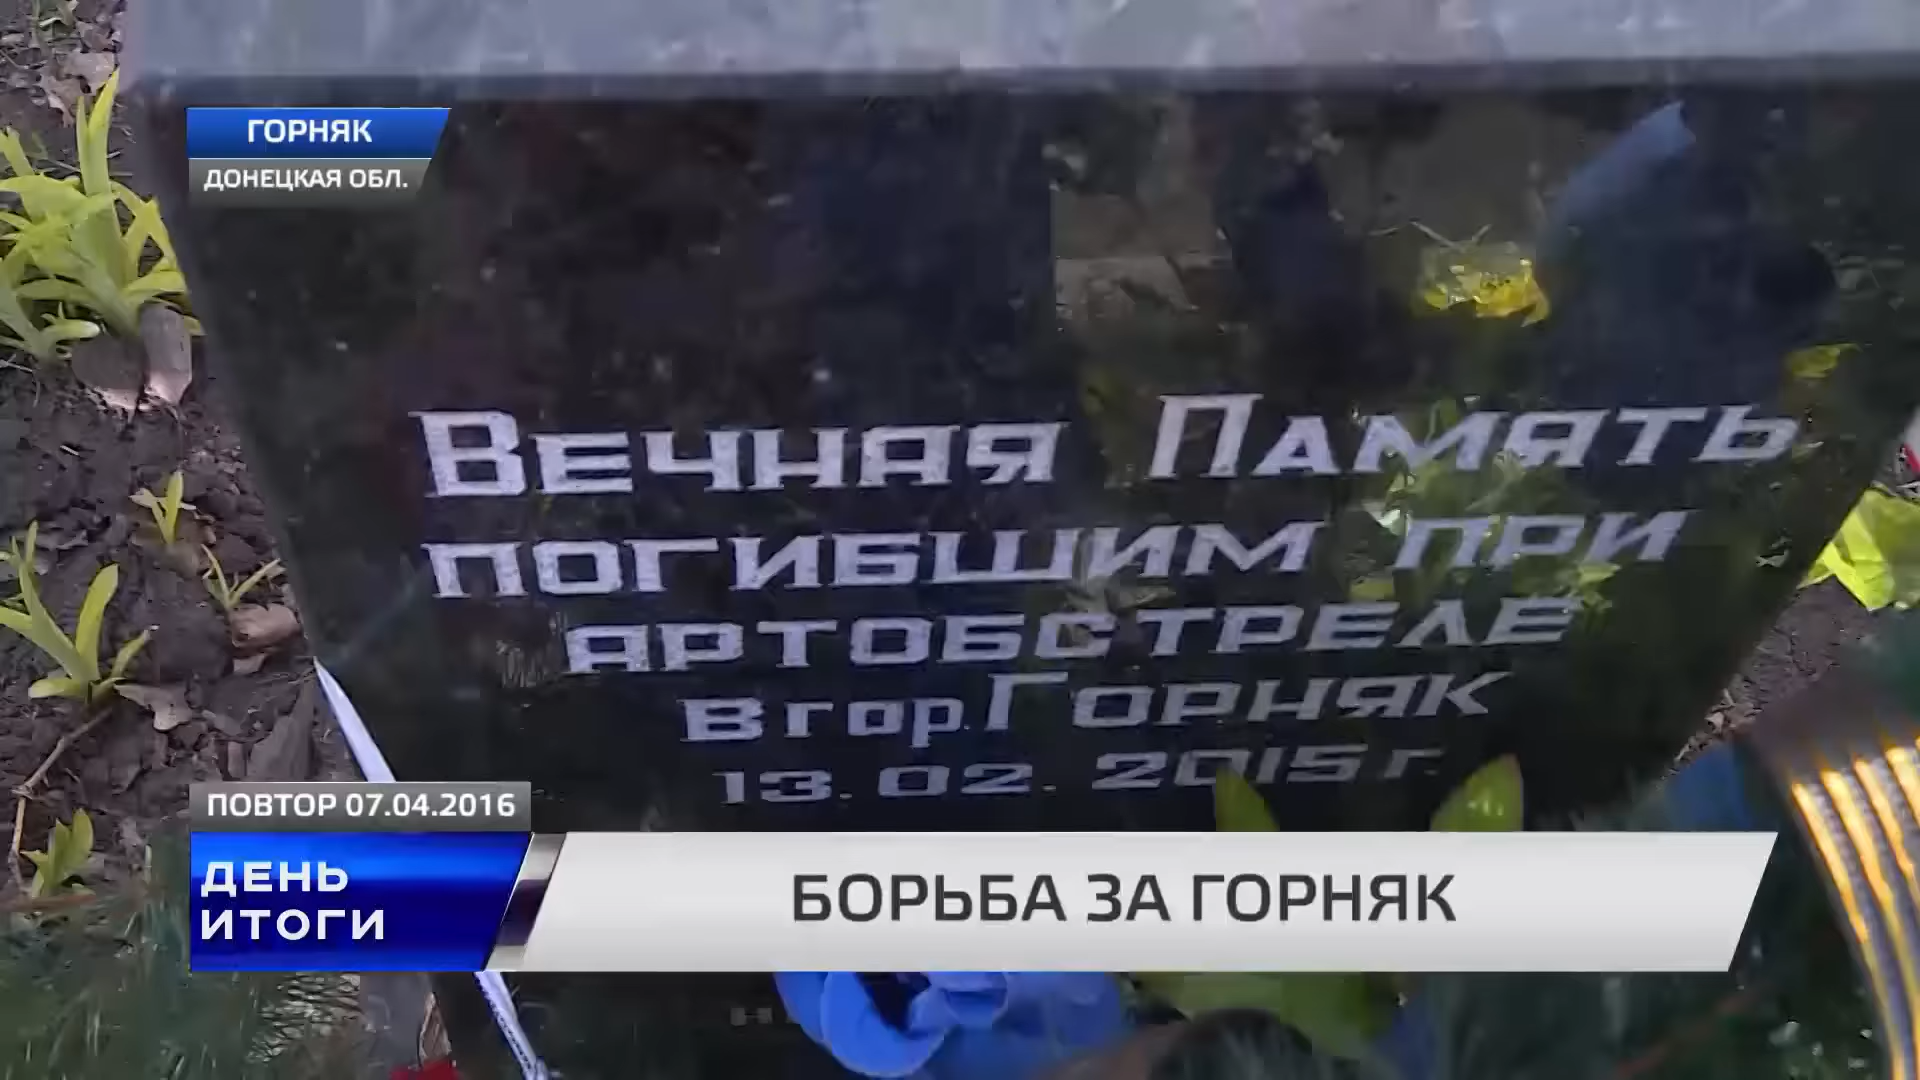 ГОРНЯК
ДОНЕЦКАЯ ОБЛ.
Вечная Память
погибшим при
артобстреле
в гор. Горняк
13.02.2015г.
ПОВТОР 07.04.2016
ДЕНЬ
ИТОГИ
БОРЬБА ЗА ГОРНЯК